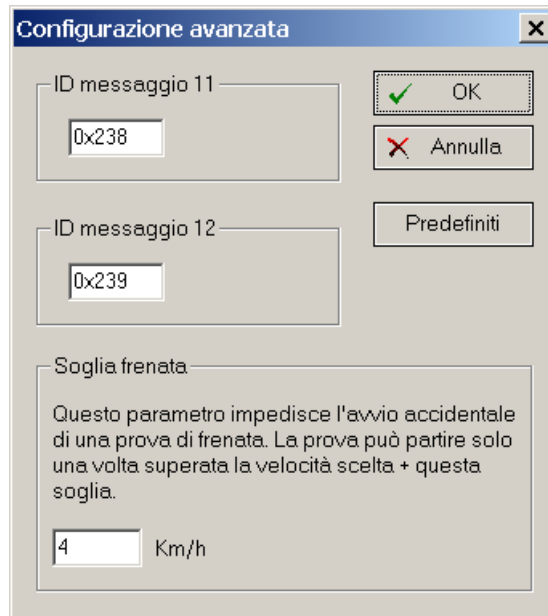 Configurazione avanzata
ID messaggio 11
0x238
OK
Annulla
ID messaggio 12
0x239
Predefiniti
Soglia frenata
Questo parametro impedisce l'avvio accidentale
di una prova di frenata. La prova può partire solo
una volta superata la velocità scelta + questa
soglia.
4 Km/h